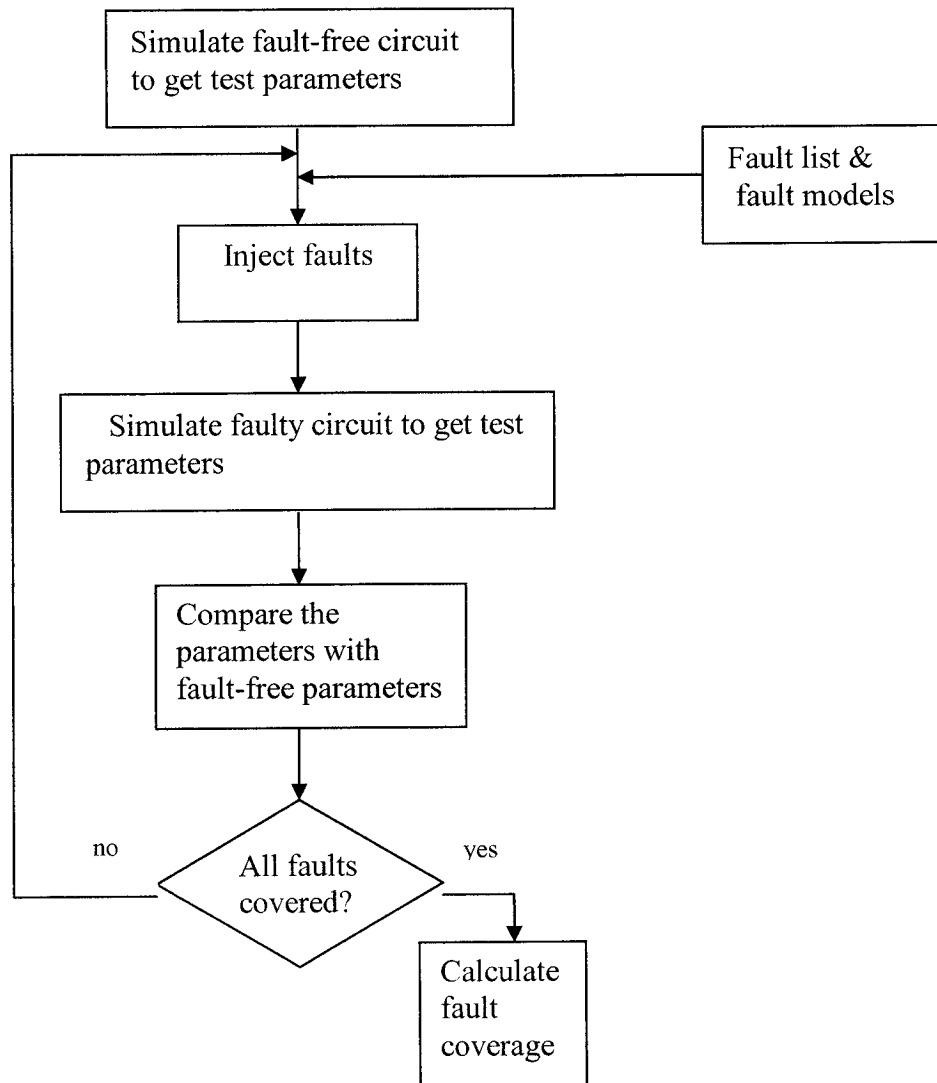 Simulate fault-free circuit
to get test parameters
Fault list &
fault models
Inject faults
Simulate faulty circuit to get test
parameters
Compare the
parameters with
fault-free parameters
no
yes
All faults
covered?
Calculate
fault
coverage